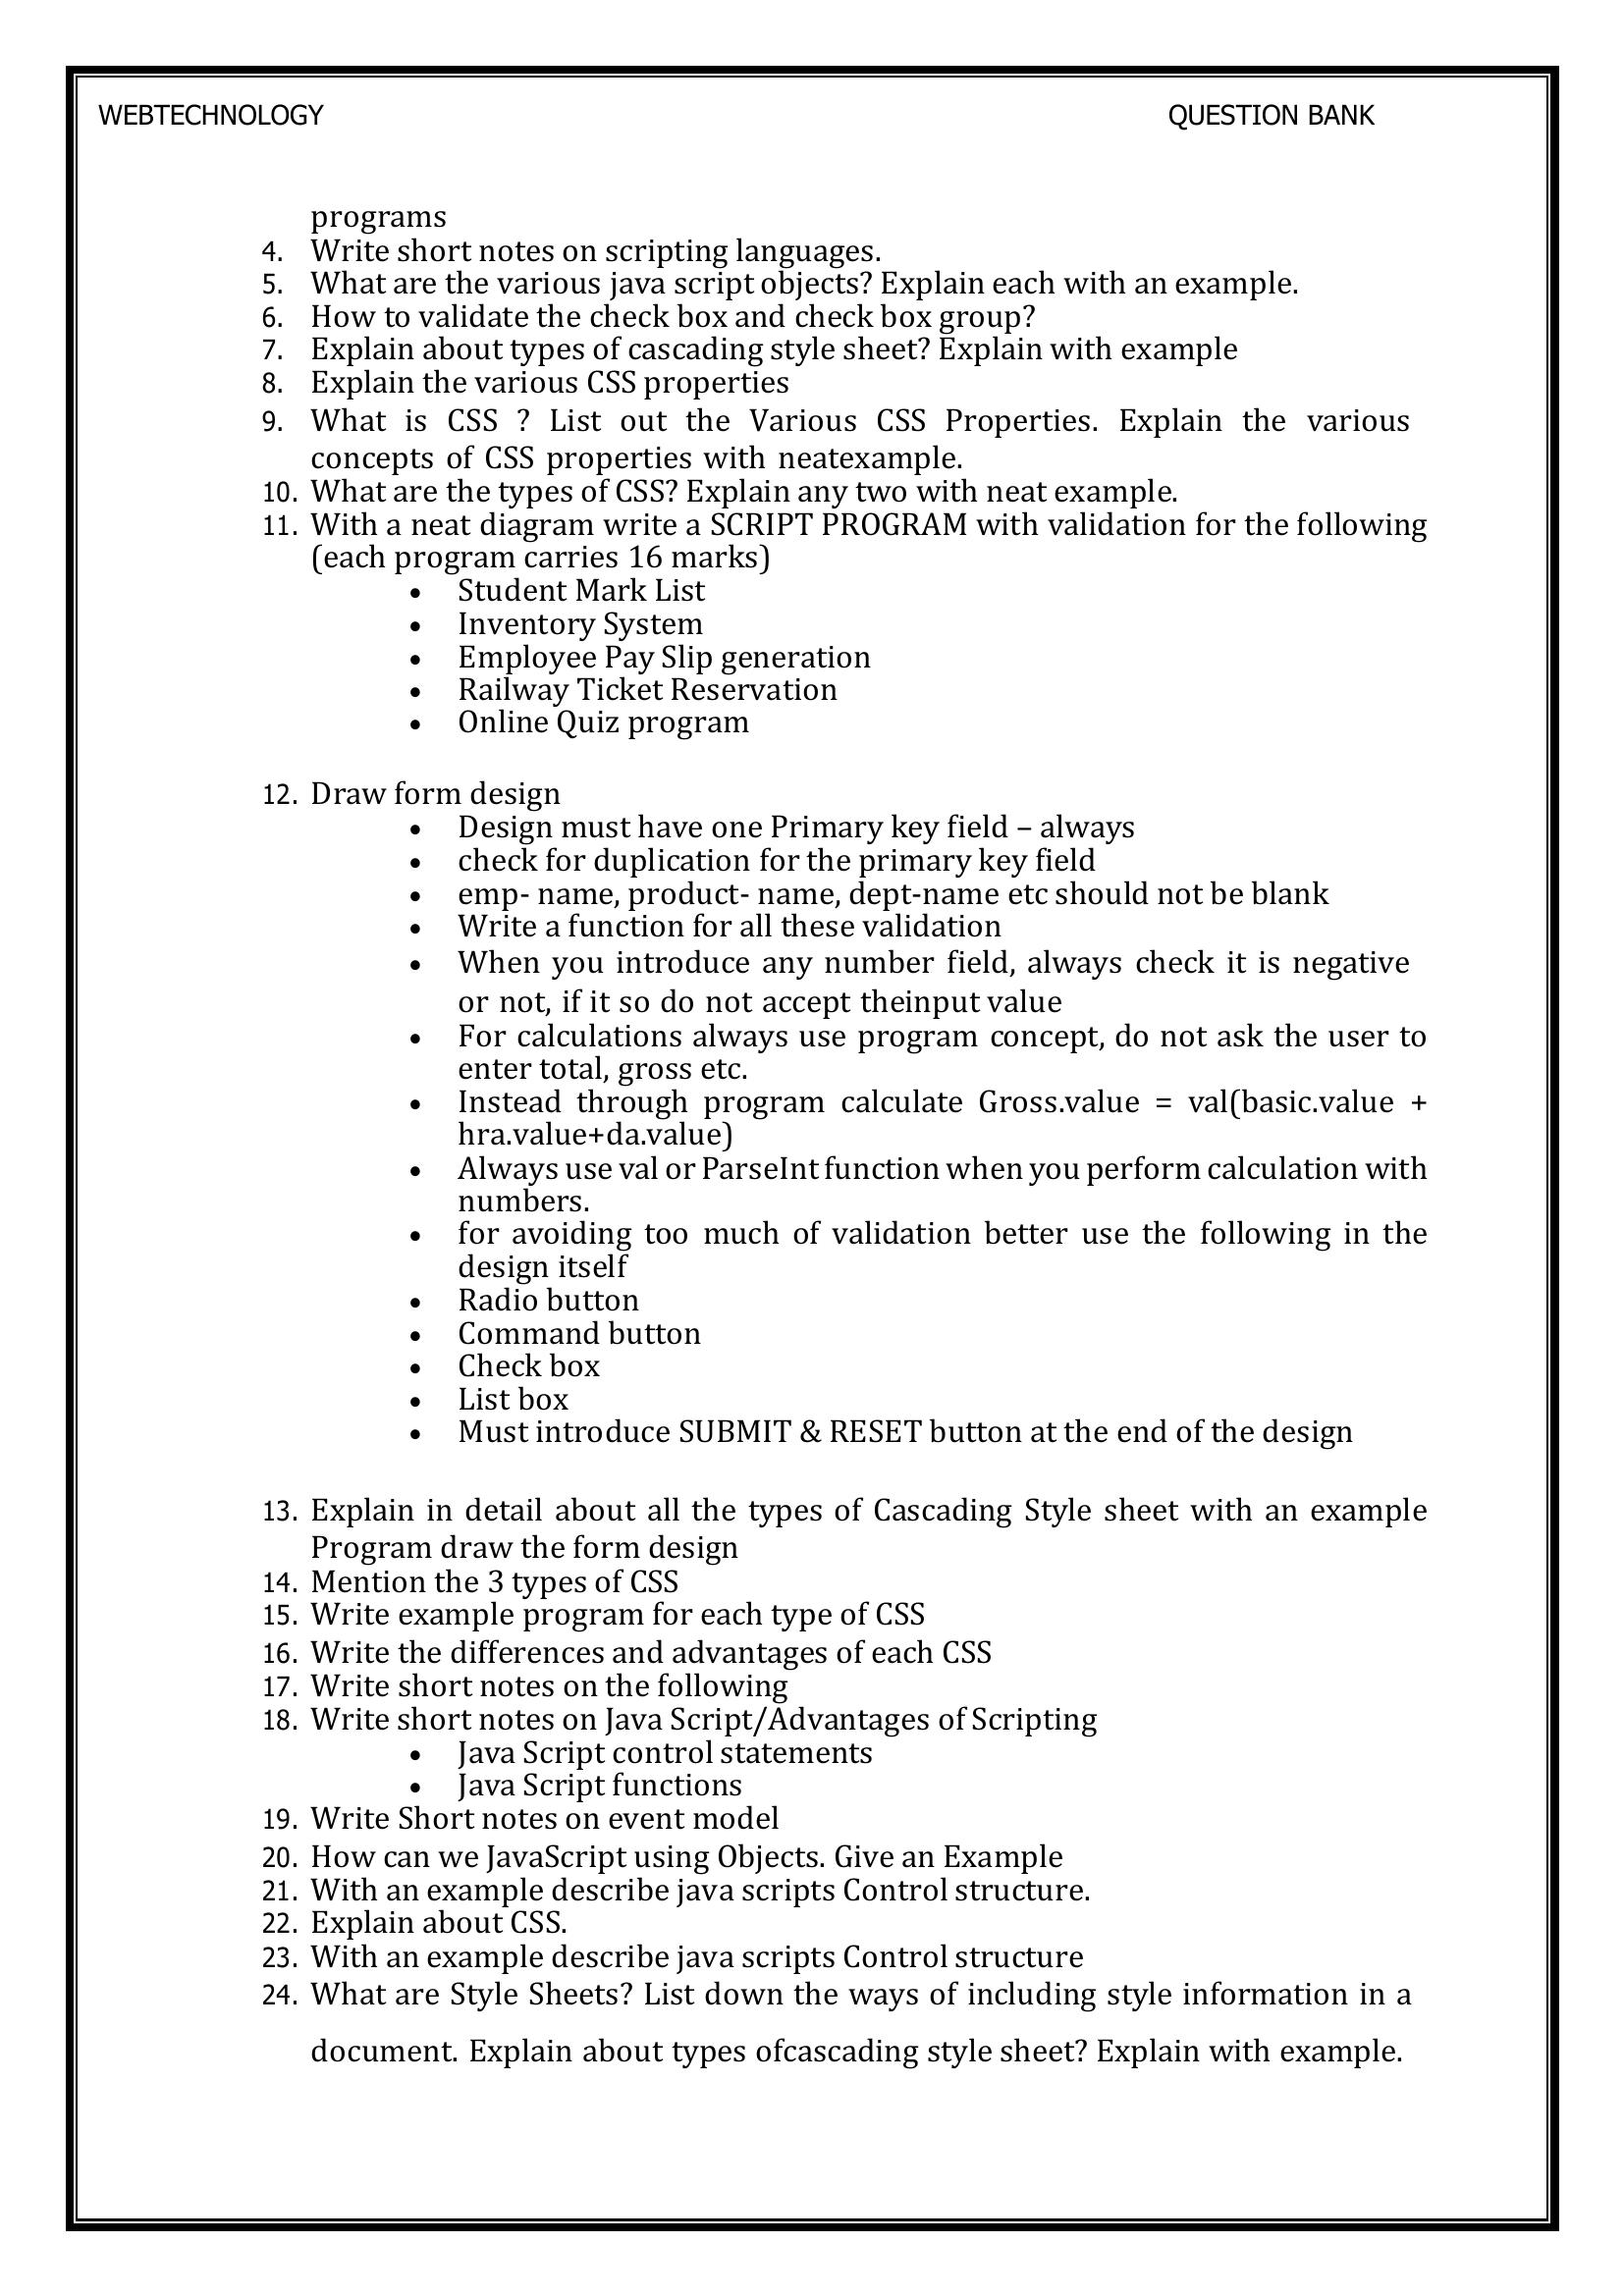 WEBTECHNOLOGY QUESTION BANK
programs
4. Write short notes on scripting languages.
5. What are the various java script objects? Explain each with an example.
6. How to validate the check box and check box group?
7. Explain about types of cascading style sheet? Explain with example
8. Explain the various CSS properties
9. What is CSS ? List out the Various CSS Properties. Explain the various
concepts of CSS properties with neatexample.
10. What are the types of CSS? Explain any two with neat example.
11. With a neat diagram write a SCRIPT PROGRAM with validation for the following
(each program carries 16 marks)
• Student Mark List
• Inventory System
• Employee Pay Slip generation
• Railway Ticket Reservation
• Online Quiz program
12. Draw form design
• Design must have one Primary key field – always
• check for duplication for the primary key field
• emp- name, product- name, dept-name etc should not be blank
• Write a function for all these validation
• When you introduce any number field, always check it is negative
or not, if it so do not accept theinput value
• For calculations always use program concept, do not ask the user to
enter total, gross etc.
• Instead through program calculate Gross.value = val(basic.value +
hra.value+da.value)
• Always use val or ParseInt function when you perform calculation with
numbers.
• for avoiding too much of validation better use the following in the
design itself
• Radio button
• Command button
• Check box
• List box
• Must introduce SUBMIT & RESET button at the end of the design
13. Explain in detail about all the types of Cascading Style sheet with an example
Program draw the form design
14. Mention the 3 types of CSS
15. Write example program for each type of CSS
16. Write the differences and advantages of each CSS
17. Write short notes on the following
18. Write short notes on Java Script/Advantages of Scripting
• Java Script control statements
• Java Script functions
19. Write Short notes on event model
20. How can we JavaScript using Objects. Give an Example
21. With an example describe java scripts Control structure.
22. Explain about CSS.
23. With an example describe java scripts Control structure
24. What are Style Sheets? List down the ways of including style information in a
document. Explain about types ofcascading style sheet? Explain with example.